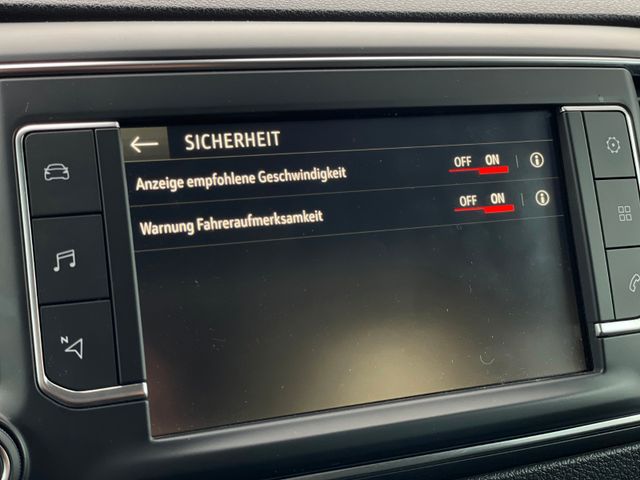 SICHERHEIT
Anzeige empfohlene Geschwindigkeit OFF ON
Warnung Fahreraufmerksamkeit OFF ON
N